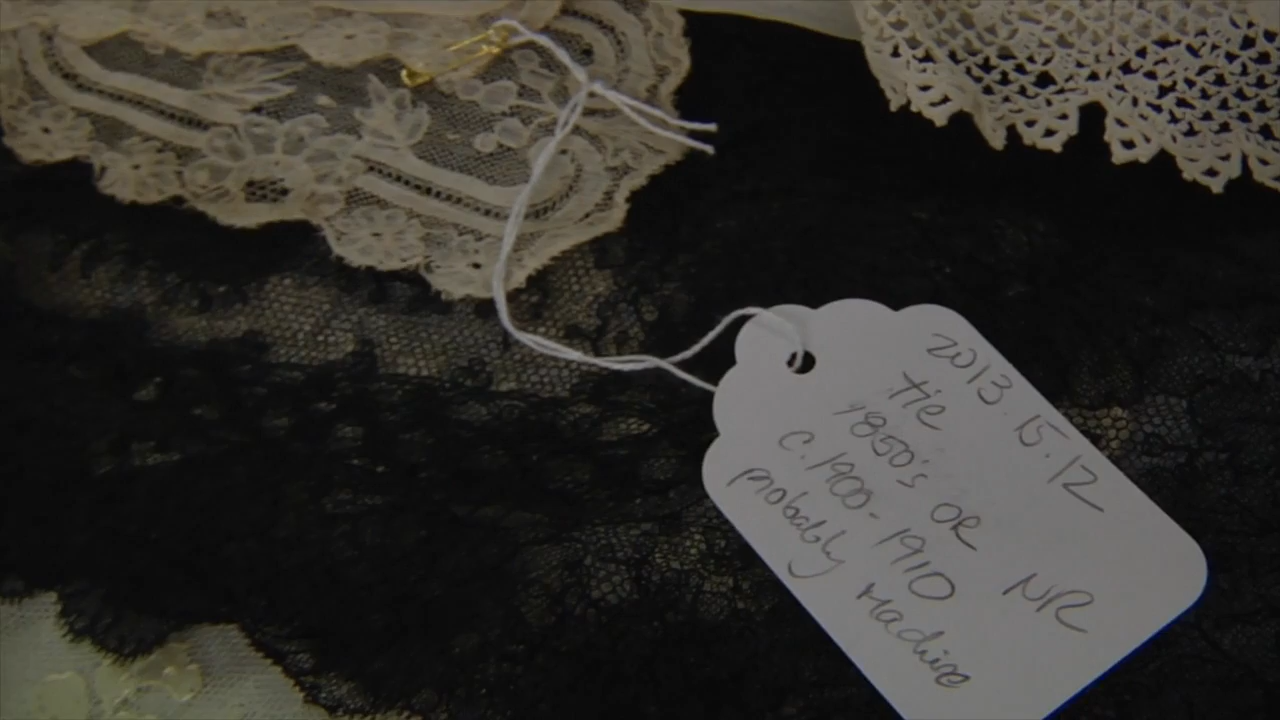 2013.15.12
tie
1850's OR
c.1900-1910 NR
probably Machine